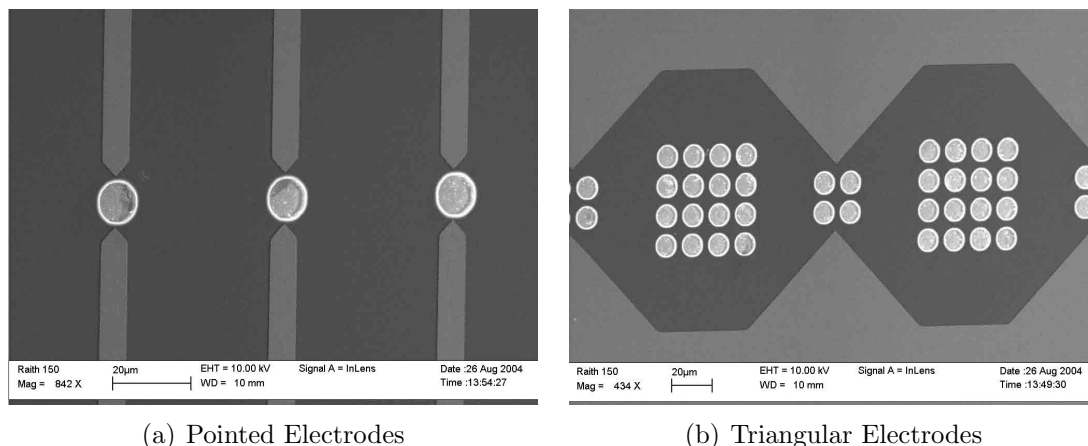 Raith 150
20µm
EHT = 10.00 kV
Signal A = InLens
Date :26 Aug 2004
Mag = 842 X
WD = 10 mm
Time :13:54:27
Raith 150
20µm
EHT = 10.00 kV
Signal A = InLens
Date :26 Aug 2004
Mag = 434 X
WD = 10 mm
Time :13:49:30
(a) Pointed Electrodes
(b) Triangular Electrodes